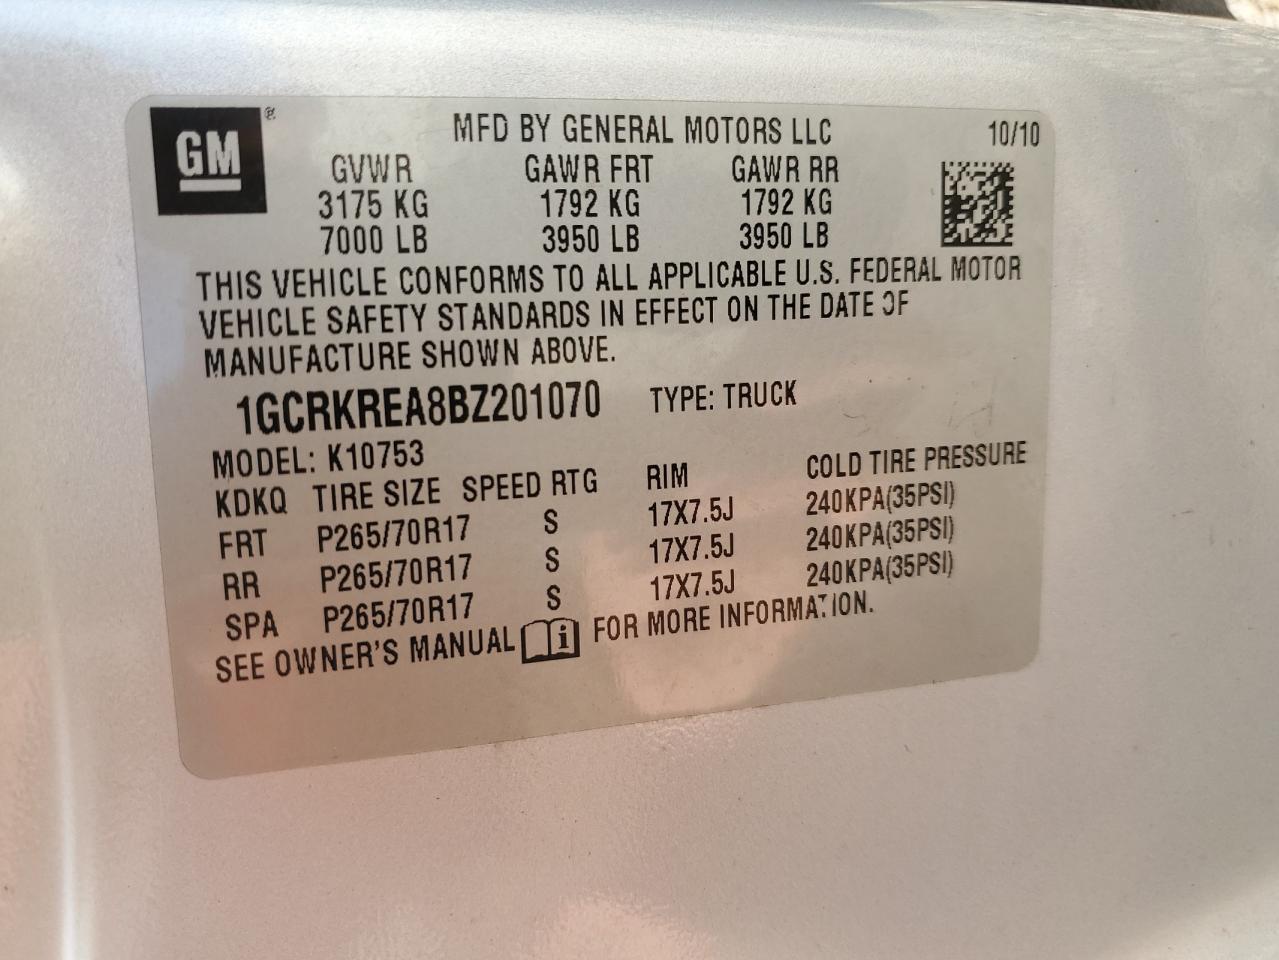 GM ®
MFD BY GENERAL MOTORS LLC 10/10
GVWR GAWR FRT GAWR RR
3175 KG 1792 KG 1792 KG
7000 LB 3950 LB 3950 LB
THIS VEHICLE CONFORMS TO ALL APPLICABLE U.S. FEDERAL MOTOR
VEHICLE SAFETY STANDARDS IN EFFECT ON THE DATE OF
MANUFACTURE SHOWN ABOVE.
1GCRKREA8BZ201070 TYPE: TRUCK
MODEL: K10753
KDKQ TIRE SIZE SPEED RTG RIM COLD TIRE PRESSURE
FRT P265/70R17 S 17X7.5J 240KPA(35PSI)
RR P265/70R17 S 17X7.5J 240KPA(35PSI)
SPA P265/70R17 S 17X7.5J 240KPA(35PSI)
SEE OWNER'S MANUAL i FOR MORE INFORMATION.